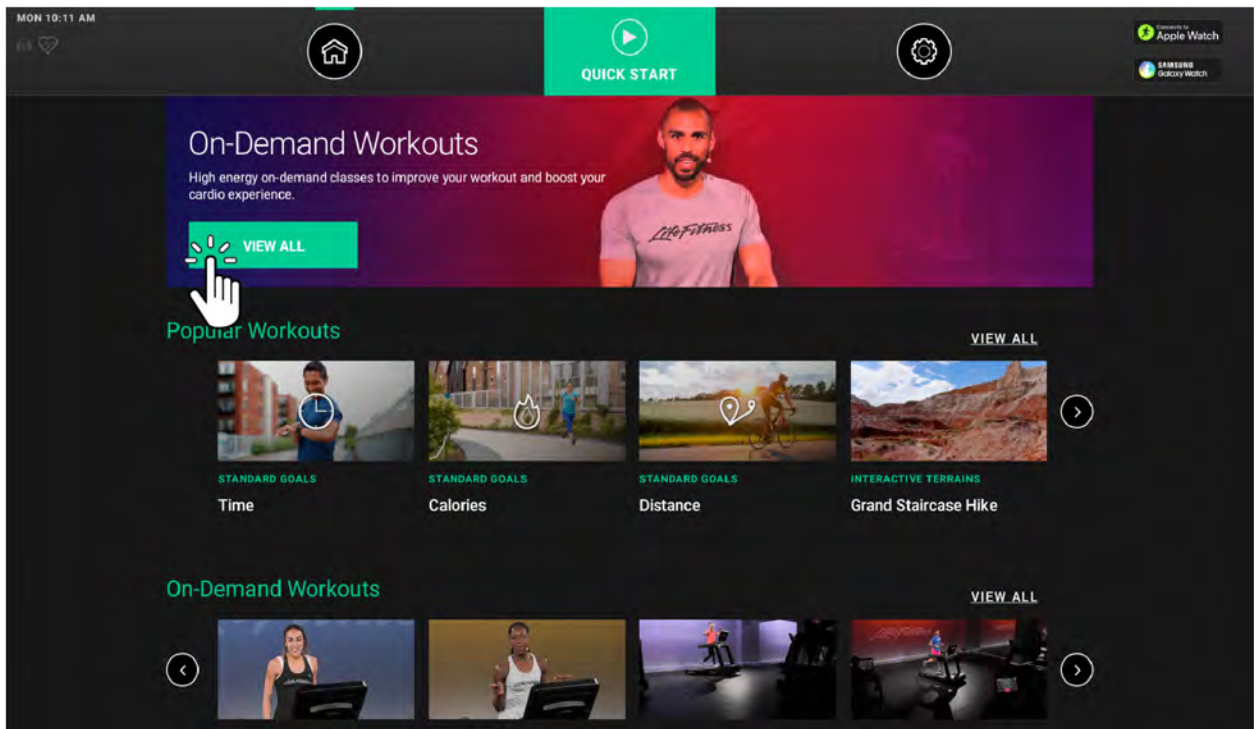 MON 10:11 AM
QUICK START
Connects to
Apple Watch
SAMSUNG
Galaxy Watch
On-Demand Workouts
High energy on-demand classes to improve your workout and boost your
cardio experience.
LifeFitness
VIEW ALL
Popular Workouts
VIEW ALL
STANDARD GOALS
STANDARD GOALS
STANDARD GOALS
INTERACTIVE TERRAINS
Time
Calories
Distance
Grand Staircase Hike
On-Demand Workouts
VIEW ALL